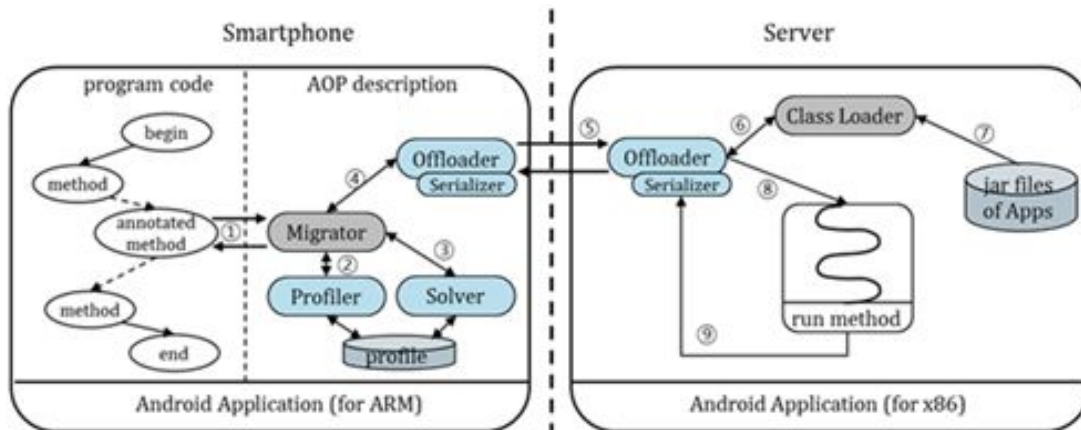 Smartphone
Server
program code
AOP description
begin
method
annotated
method
method
end
①
②
③
④
Offloader
Serializer
Migrator
Profiler
Solver
profile
Android Application (for ARM)
⑤
⑥
⑦
⑧
⑨
Offloader
Serializer
Class Loader
jar files
of Apps
run method
Android Application (for x86)